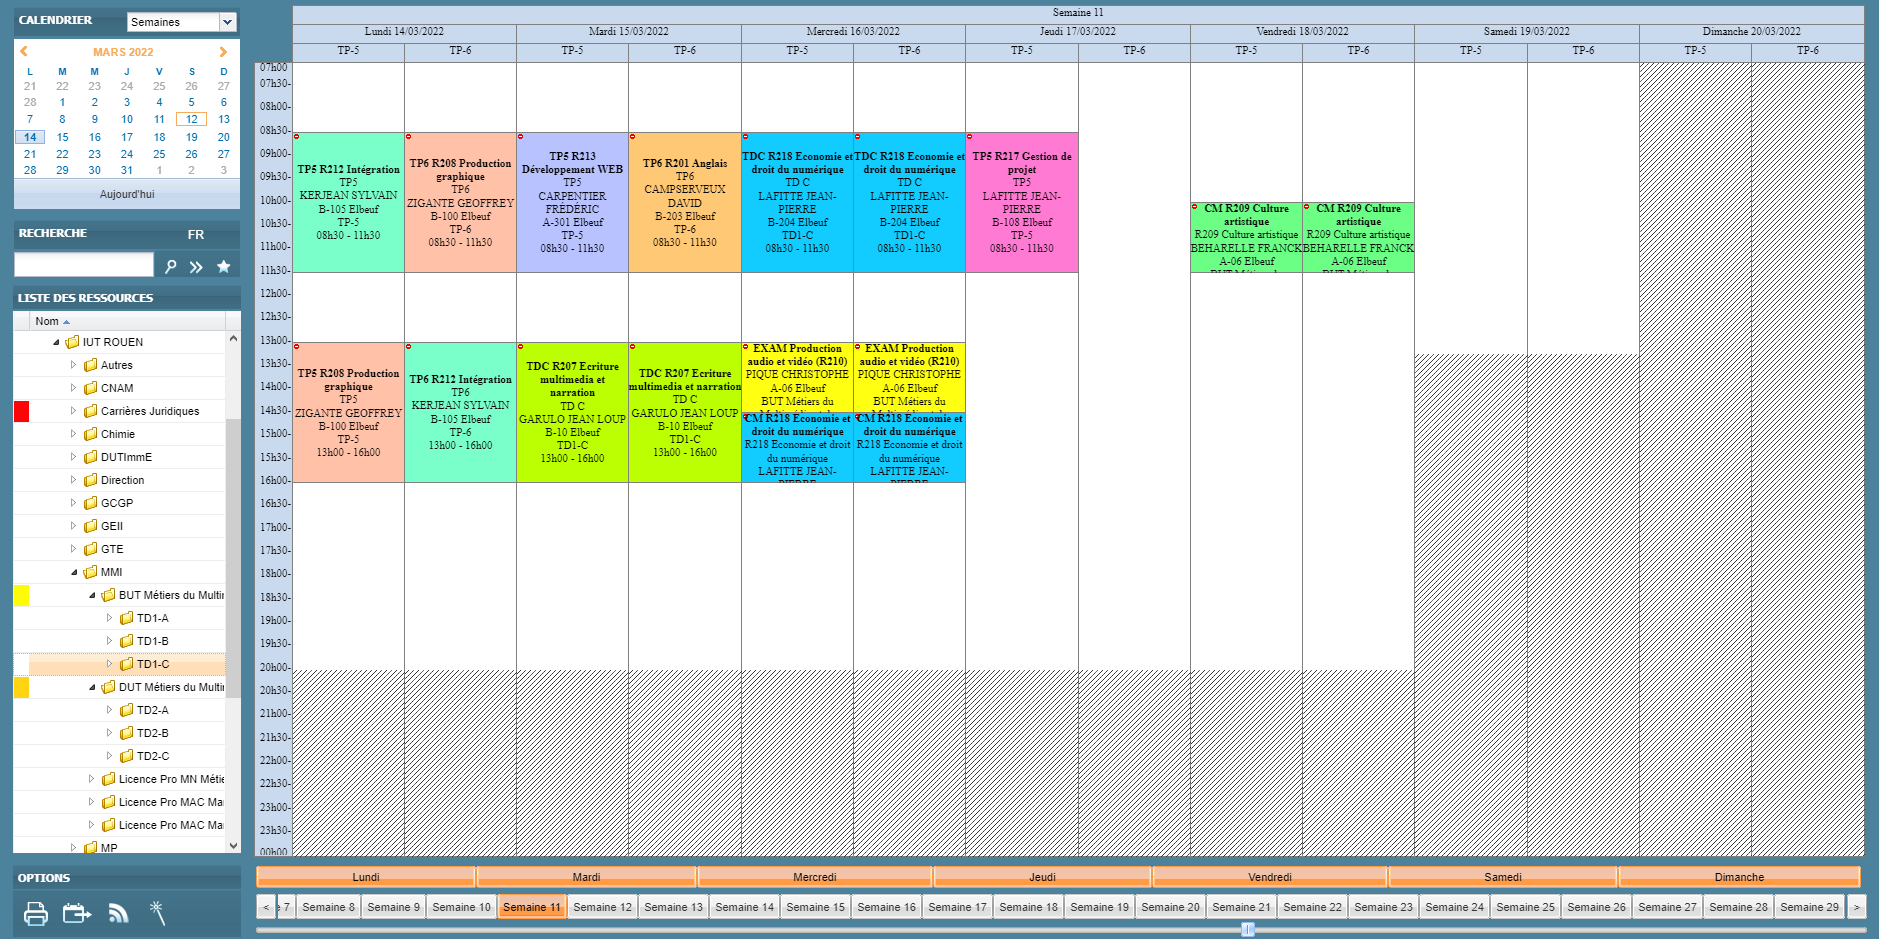 CALENDRIER
Semaines
MARS 2022
L M M J V S D
21 22 23 24 25 26 27
28 1 2 3 4 5 6
7 8 9 10 11 12 13
14 15 16 17 18 19 20
21 22 23 24 25 26 27
28 29 30 31 1 2 3
Aujourd'hui
RECHERCHE FR
LISTE DES RESSOURCES
Nom
IUT ROUEN
Autres
CNAM
Carrières Juridiques
Chimie
DUTImmE
Direction
GCGP
GEII
GTE
MMI
BUT Métiers du Multi
TD1-A
TD1-B
TD1-C
DUT Métiers du Multi
TD2-A
TD2-B
TD2-C
Licence Pro MN Métie
Licence Pro MAC Ma
Licence Pro MAC Ma
MP
OPTIONS
Semaine 11
Lundi 14/03/2022 Mardi 15/03/2022 Mercredi 16/03/2022 Jeudi 17/03/2022 Vendredi 18/03/2022 Samedi 19/03/2022 Dimanche 20/03/2022
TP-5 TP-6 TP-5 TP-6 TP-5 TP-6 TP-5 TP-6 TP-5 TP-6 TP-5 TP-6 TP-5 TP-6
07h00
07h30-
08h00-
08h30-
09h00-
09h30-
10h00-
10h30-
11h00-
11h30-
12h00-
12h30-
13h00-
13h30-
14h00-
14h30-
15h00-
15h30-
16h00-
16h30-
17h00-
17h30-
18h00-
18h30-
19h00-
19h30-
20h00-
20h30-
21h00-
21h30-
22h00-
22h30-
23h00-
23h30-
00h00
TP5 R212 Intégration
TP5
KERJEAN SYLVAIN
B-105 Elbeuf
TP-5
08h30 - 11h30
TP6 R208 Production
graphique
TP6
ZIGANTE GEOFFREY
B-100 Elbeuf
TP-6
08h30 - 11h30
TP5 R213
Développement WEB
TP5
CARPENTIER
FRÉDÉRIC
A-301 Elbeuf
TP-5
08h30 - 11h30
TP6 R201 Anglais
TP6
CAMPSERVEUX
DAVID
B-203 Elbeuf
TP-6
08h30 - 11h30
TDC R218 Economie et
droit du numérique
TD C
LAFITTE JEAN-
PIERRE
B-204 Elbeuf
TD1-C
08h30 - 11h30
TDC R218 Economie et
droit du numérique
TD C
LAFITTE JEAN-
PIERRE
B-204 Elbeuf
TD1-C
08h30 - 11h30
TP5 R217 Gestion de
projet
TP5
LAFITTE JEAN-
PIERRE
B-108 Elbeuf
TP-5
08h30 - 11h30
CM R209 Culture
artistique
R209 Culture artistique
BEHARELLE FRANCK
A-06 Elbeuf
BUT Métiers du
CM R209 Culture
artistique
R209 Culture artistique
BEHARELLE FRANCK
A-06 Elbeuf
BUT Métiers du
TP5 R208 Production
graphique
TP5
ZIGANTE GEOFFREY
B-100 Elbeuf
TP-5
13h00 - 16h00
TP6 R212 Intégration
TP6
KERJEAN SYLVAIN
B-105 Elbeuf
TP-6
13h00 - 16h00
TDC R207 Ecriture
multimedia et
narration
TD C
GARULO JEAN LOUP
B-10 Elbeuf
TD1-C
13h00 - 16h00
TDC R207 Ecriture
multimedia et narration
TD C
GARULO JEAN LOUP
B-10 Elbeuf
TD1-C
13h00 - 16h00
EXAM Production
audio et vidéo (R210)
PIQUE CHRISTOPHE
A-06 Elbeuf
BUT Métiers du
EXAM Production
audio et vidéo (R210)
PIQUE CHRISTOPHE
A-06 Elbeuf
BUT Métiers du
CM R218 Economie et
droit du numérique
R218 Economie et droit
du numérique
LAFITTE JEAN-
PIERRE
CM R218 Economie et
droit du numérique
R218 Economie et droit
du numérique
LAFITTE JEAN-
PIERRE
Lundi Mardi Mercredi Jeudi Vendredi Samedi Dimanche
< 7 Semaine 8 Semaine 9 Semaine 10 Semaine 11 Semaine 12 Semaine 13 Semaine 14 Semaine 15 Semaine 16 Semaine 17 Semaine 18 Semaine 19 Semaine 20 Semaine 21 Semaine 22 Semaine 23 Semaine 24 Semaine 25 Semaine 26 Semaine 27 Semaine 28 Semaine 29 >